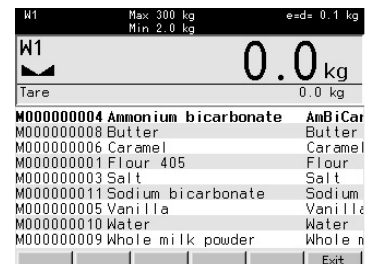 W1 Max 300 kg e=d= 0.1 kg
Min 2.0 kg
W1
0.0 kg
Tare 0.0 kg
M000000004 Ammonium bicarbonate AmBiCar
M000000008 Butter Butter
M000000006 Caramel Caramel
M000000001 Flour 405 Flour
M000000003 Salt Salt
M000000011 Sodium bicarbonate Sodium
M000000005 Vanilla Vanilla
M000000010 Water Water
M000000009 Whole milk powder Whole m
Exit